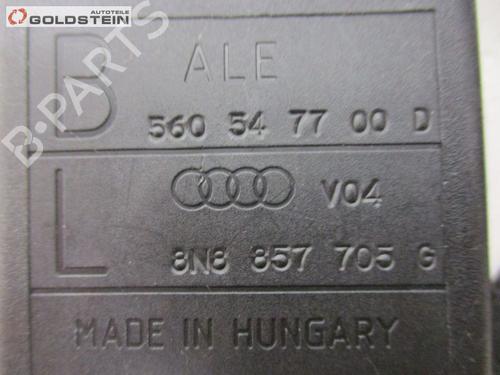 AUTOTEILE
GOLDSTEIN
B-PARTS
B ALE
560 54 77 00 D
L V04
8N8 857 705 G
MADE IN HUNGARY